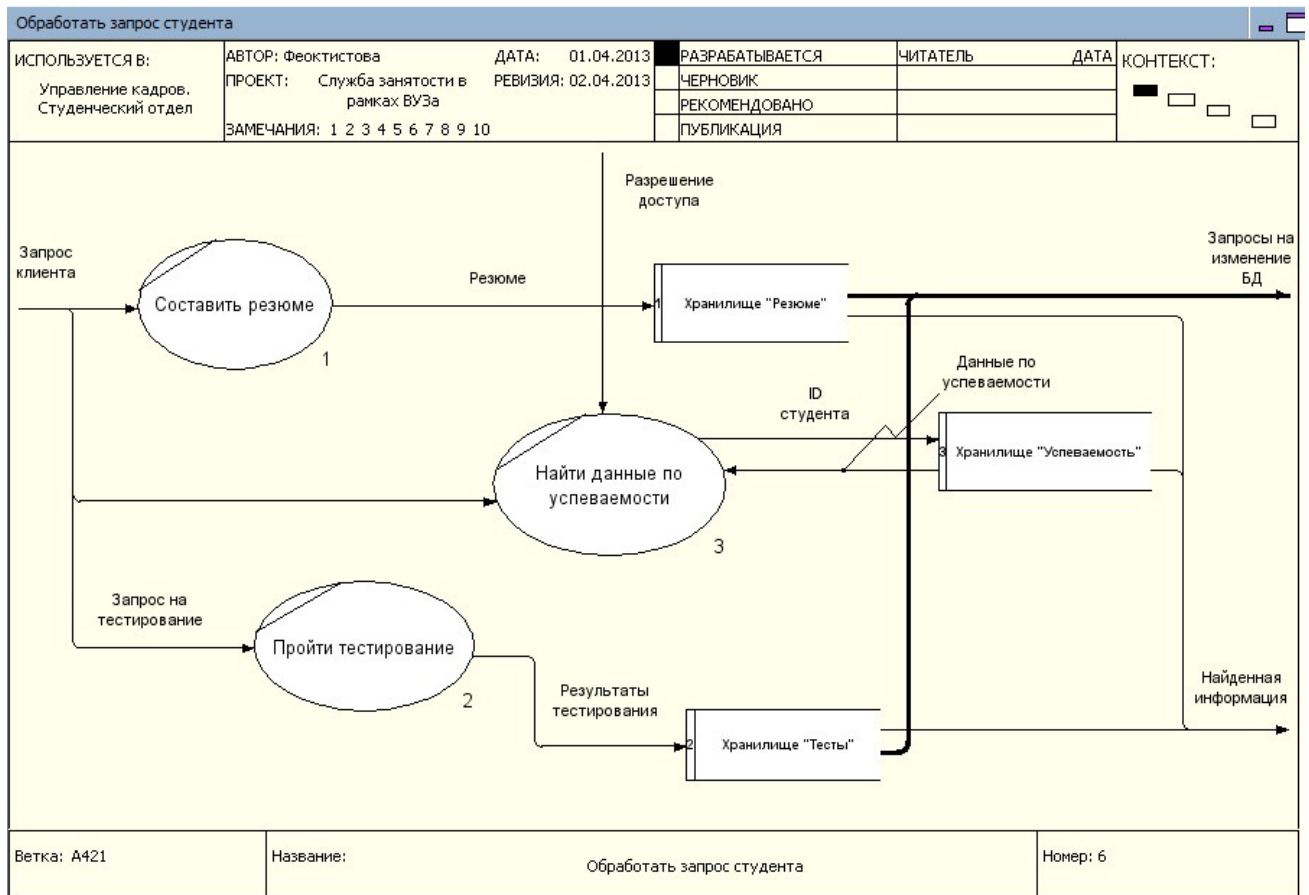 Обработать запрос студента
ИСПОЛЬЗУЕТСЯ В:
Управление кадров.
Студенческий отдел
АВТОР: Феоктистова
ДАТА: 01.04.2013
ПРОЕКТ: Служба занятости в
рамках ВУЗа
РЕВИЗИЯ: 02.04.2013
ЗАМЕЧАНИЯ: 1 2 3 4 5 6 7 8 9 10
РАЗРАБАТЫВАЕТСЯ
ЧЕРНОВИК
РЕКОМЕНДОВАНО
ПУБЛИКАЦИЯ
ЧИТАТЕЛЬ
ДАТА
КОНТЕКСТ:
Разрешение
доступа
Запрос
клиента
Составить резюме
1
Резюме
1
Хранилище "Резюме"
Запросы на
изменение
БД
Данные по
успеваемости
ID
студента
Найти данные по
успеваемости
3
3
Хранилище "Успеваемость"
Запрос на
тестирование
Пройти тестирование
2
Результаты
тестирования
2
Хранилище "Тесты"
Найденная
информация
Ветка: A421
Название:
Обработать запрос студента
Номер: 6